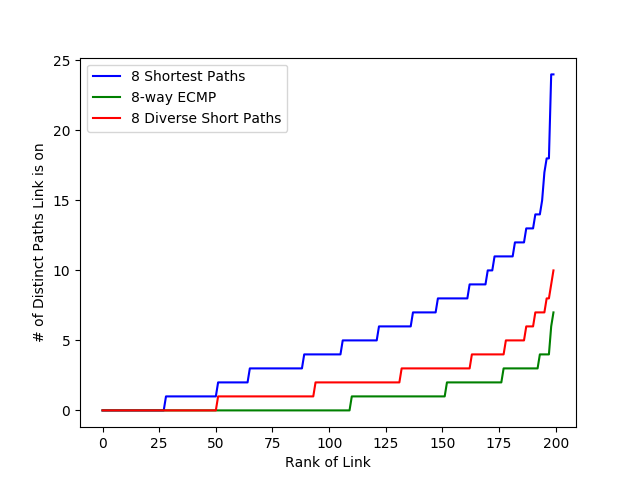 25
20
15
10
5
0
# of Distinct Paths Link is on
8 Shortest Paths
8-way ECMP
8 Diverse Short Paths
0 25 50 75 100 125 150 175 200
Rank of Link